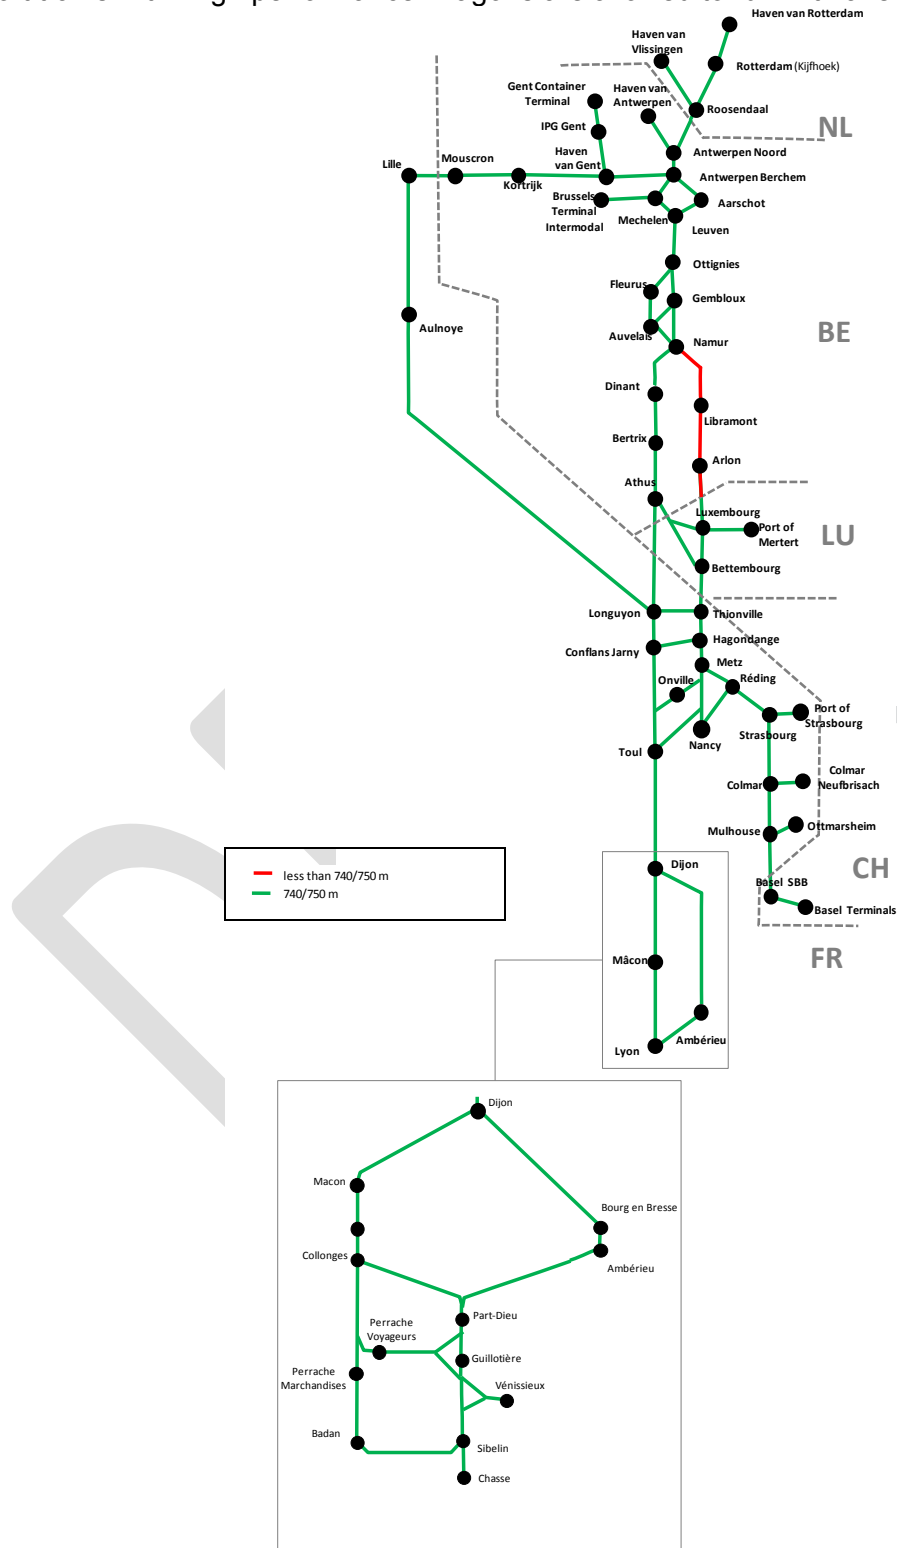 Haven van Rotterdam
Haven van
Vlissingen
Rotterdam (Kijfhoek)
Gent Container
Terminal
Haven van
Antwerpen
Roosendaal
NL
IPG Gent
Haven
van Gent
Antwerpen Noord
Lille
Mouscron
Kortrijk
Antwerpen Berchem
Brussels
Terminal
Intermodal
Mechelen
Aarschot
Leuven
Ottignies
Fleurus
Gembloux
BE
Auvelais
Namur
Aulnoye
Dinant
Libramont
Bertrix
Arlon
Athus
Luxembourg
Port of
Mertert
LU
Bettembourg
Longuyon
Thionville
Hagondange
Conflans Jarny
Metz
Onville
Réding
Port of
Strasbourg
Strasbourg
Nancy
Toul
Colmar
Colmar
Neufbrisach
Mulhouse
Ottmarsheim
less than 740/750 m
740/750 m
Dijon
CH
Basel SBB
Basel Terminals
FR
Mâcon
Ambérieu
Lyon
Dijon
Macon
Bourg en Bresse
Collonges
Ambérieu
Part-Dieu
Perrache
Voyageurs
Guillotière
Perrache
Marchandises
Vénissieux
Badan
Sibelin
Chasse